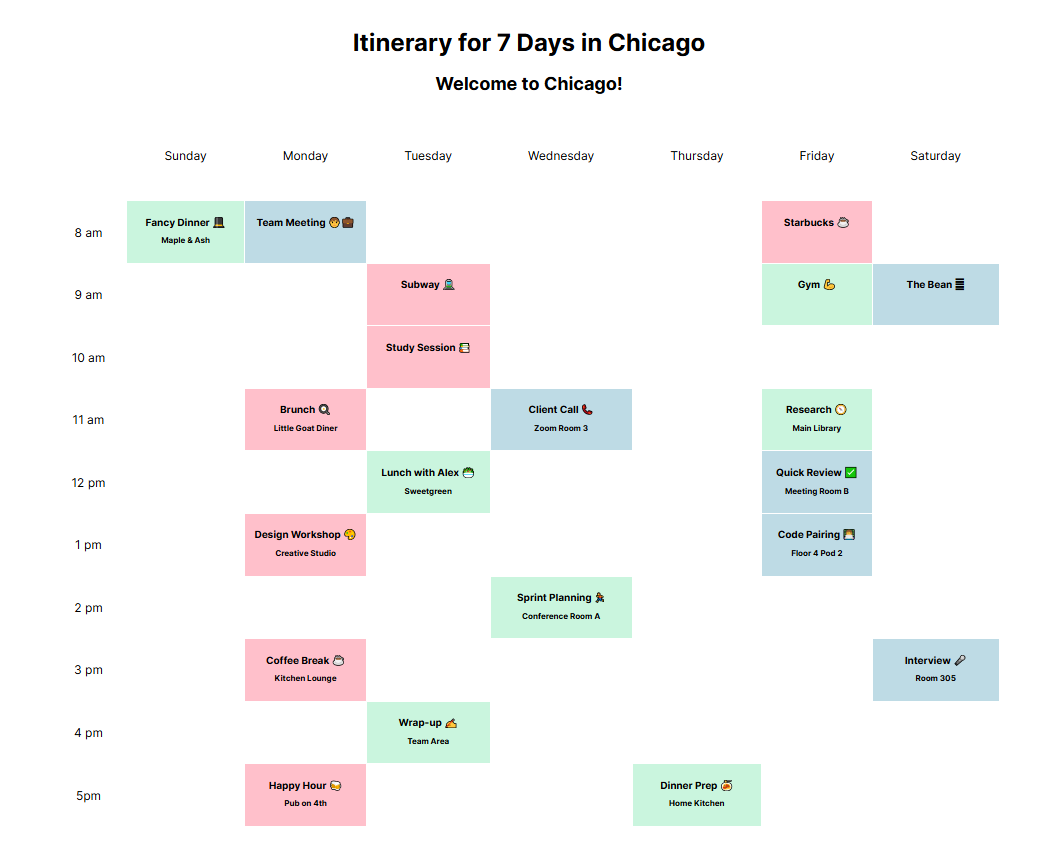 Itinerary for 7 Days in Chicago
Welcome to Chicago!
Sunday Monday Tuesday Wednesday Thursday Friday Saturday
8 am
Fancy Dinner
Maple & Ash
Team Meeting
Starbucks
9 am
Subway
Gym
The Bean
10 am
Study Session
11 am
Brunch
Little Goat Diner
Client Call
Zoom Room 3
Research
Main Library
12 pm
Lunch with Alex
Sweetgreen
Quick Review
Meeting Room B
1 pm
Design Workshop
Creative Studio
Code Pairing
Floor 4 Pod 2
2 pm
Sprint Planning
Conference Room A
3 pm
Coffee Break
Kitchen Lounge
Interview
Room 305
4 pm
Wrap-up
Team Area
5pm
Happy Hour
Pub on 4th
Dinner Prep
Home Kitchen